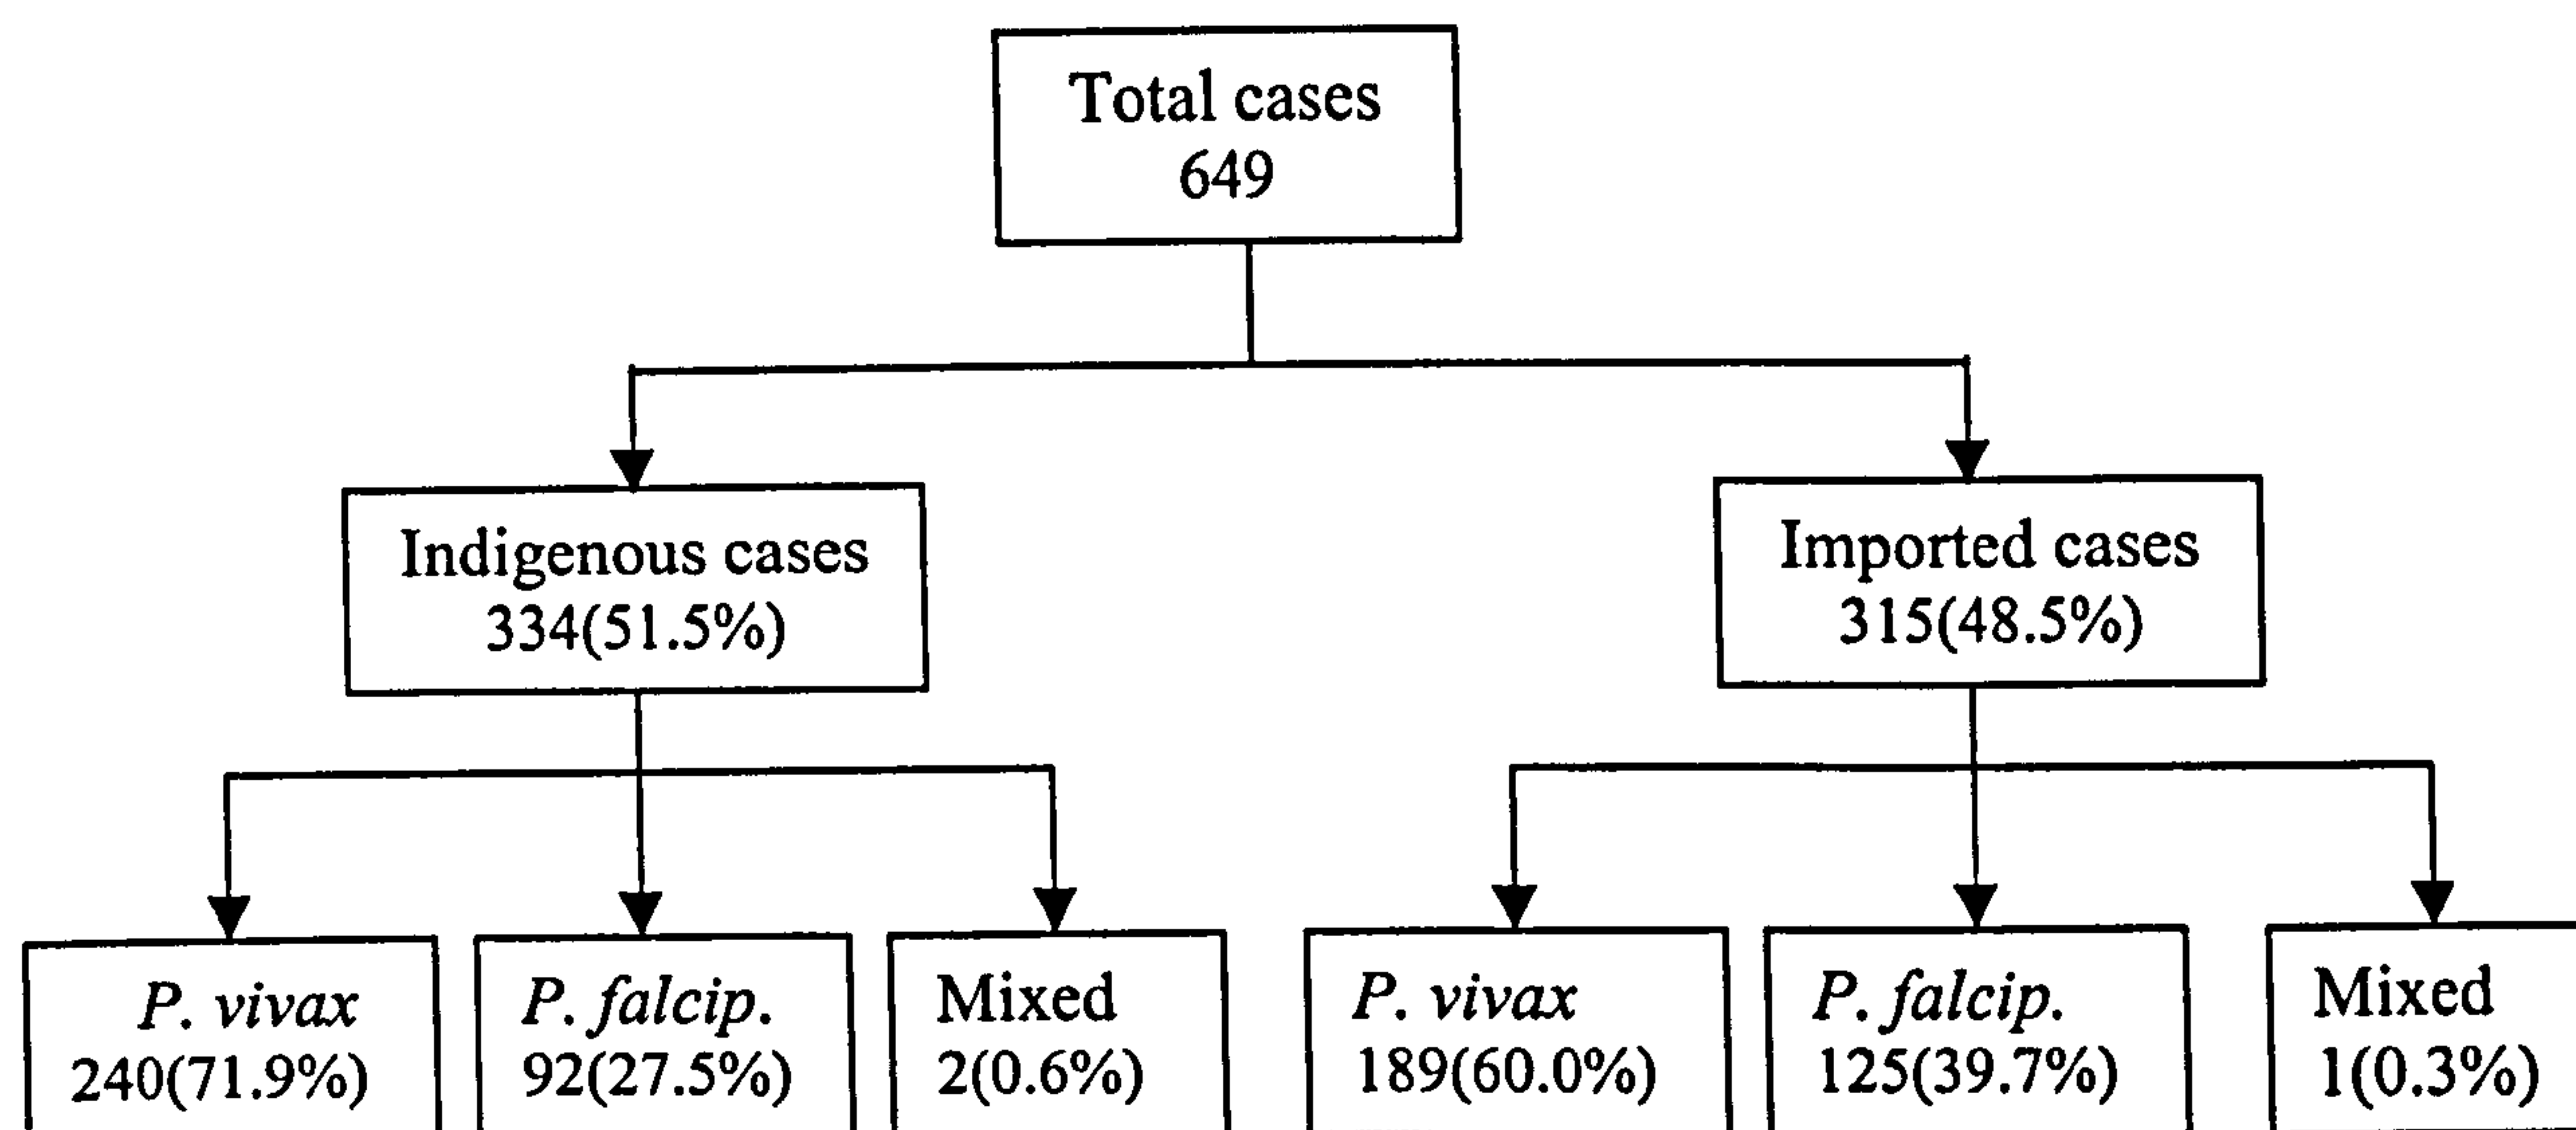 Total cases
649
Indigenous cases
334(51.5%)
Imported cases
315(48.5%)
P. vivax
240(71.9%)
P. falcip.
92(27.5%)
Mixed
2(0.6%)
P. vivax
189(60.0%)
P. falcip.
125(39.7%)
Mixed
1(0.3%)